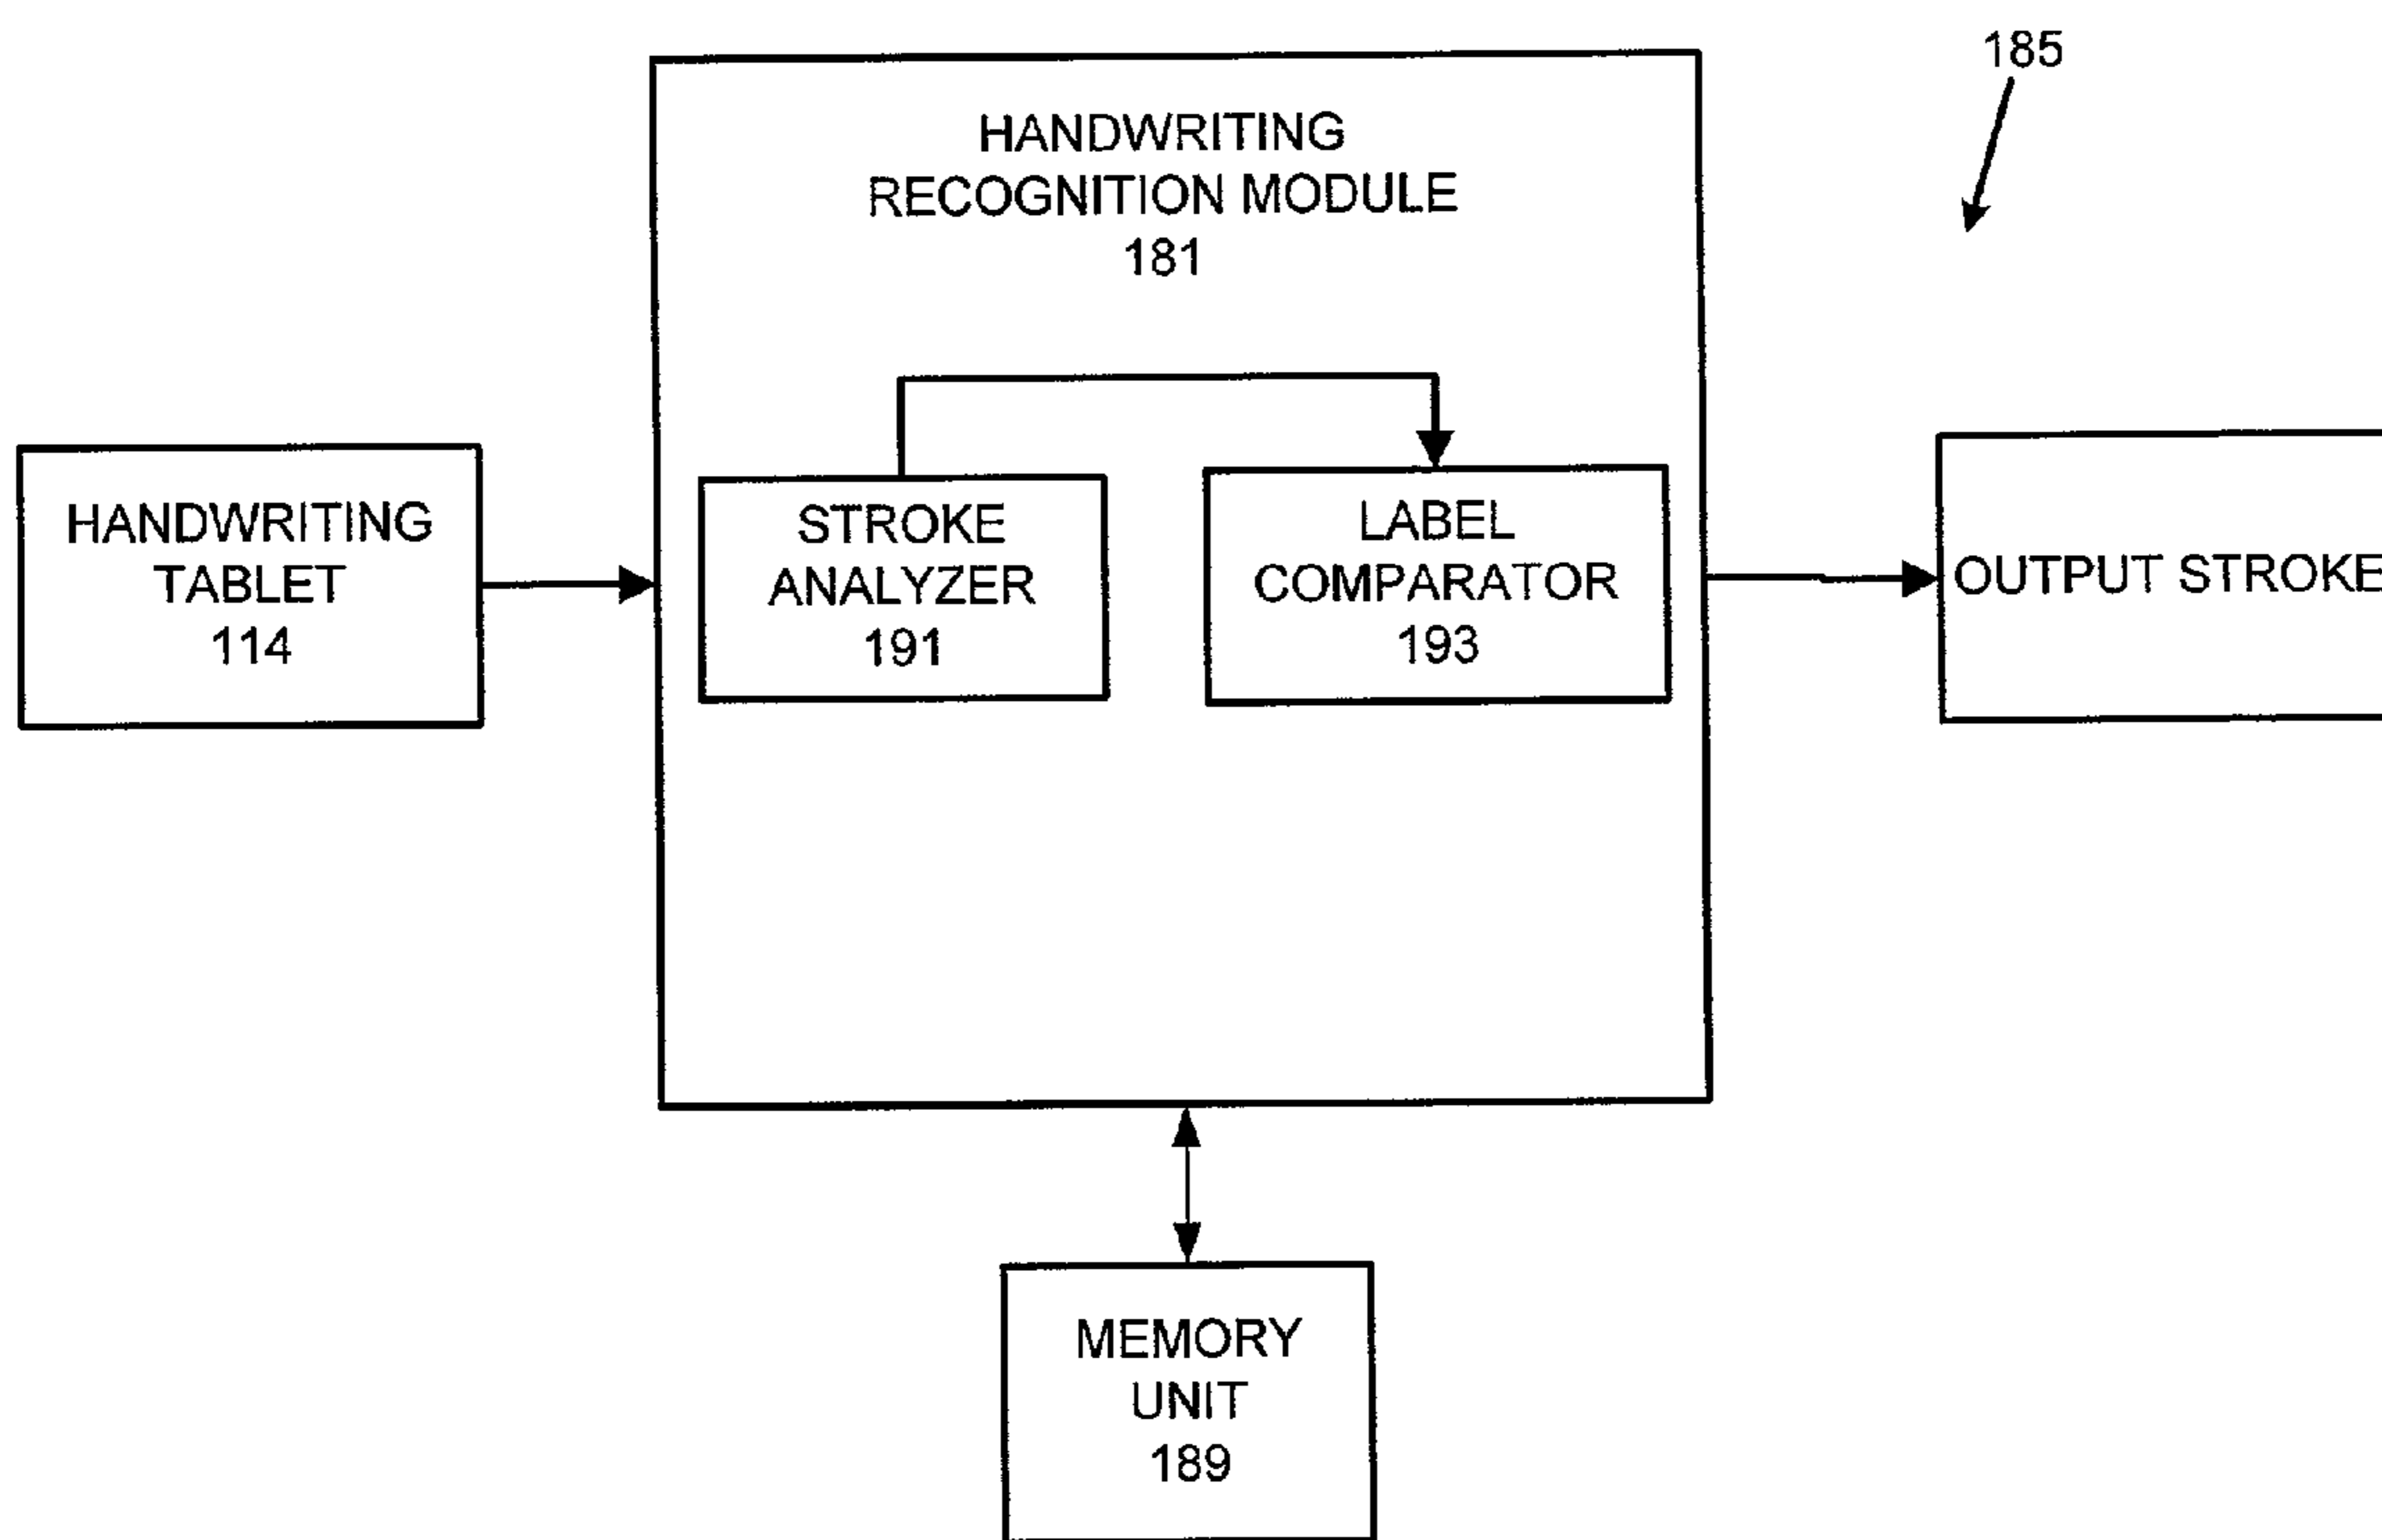 185
HANDWRITING
RECOGNITION MODULE
181
HANDWRITING
TABLET
114
STROKE
ANALYZER
191
LABEL
COMPARATOR
193
OUTPUT STROKE
MEMORY
UNIT
189